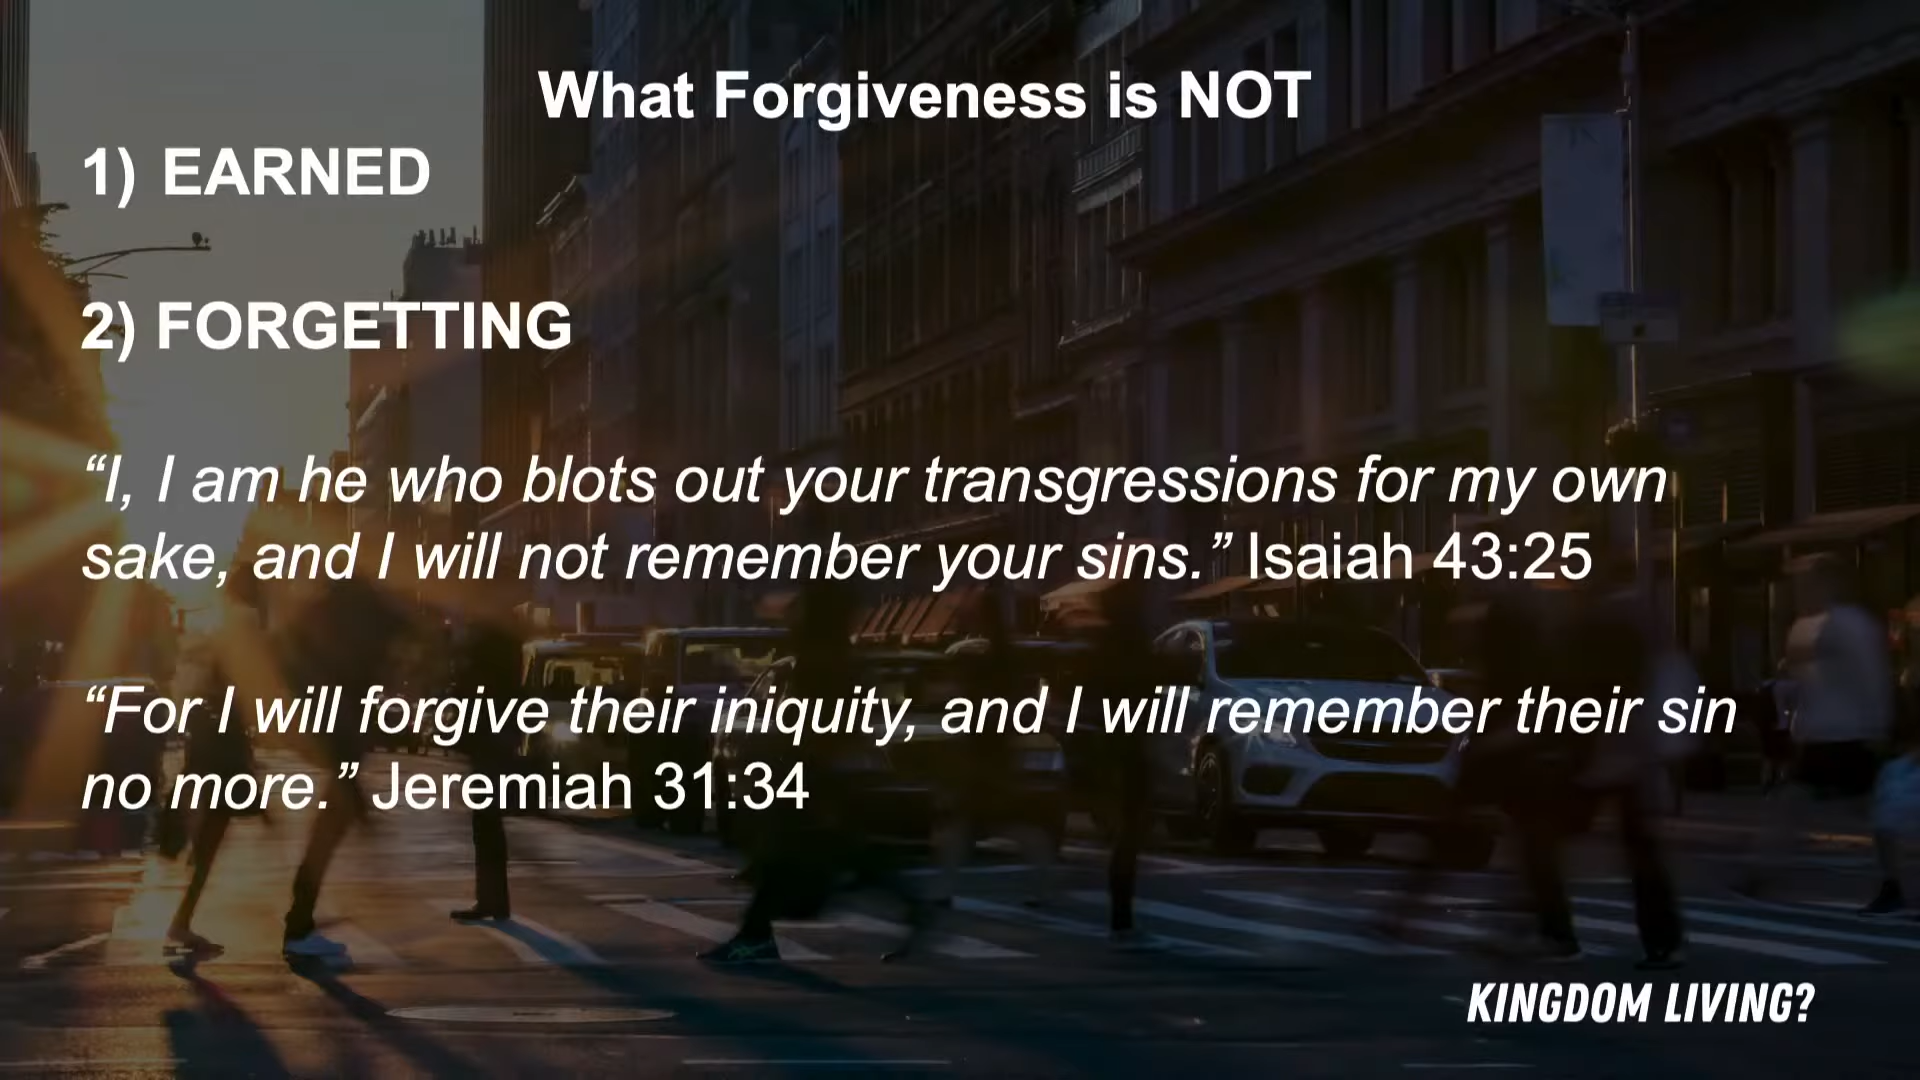 What Forgiveness is NOT
1) EARNED
2) FORGETTING
“I, I am he who blots out your transgressions for my own
sake, and I will not remember your sins.” Isaiah 43:25
“For I will forgive their iniquity, and I will remember their sin
no more.” Jeremiah 31:34
KINGDOM LIVING?